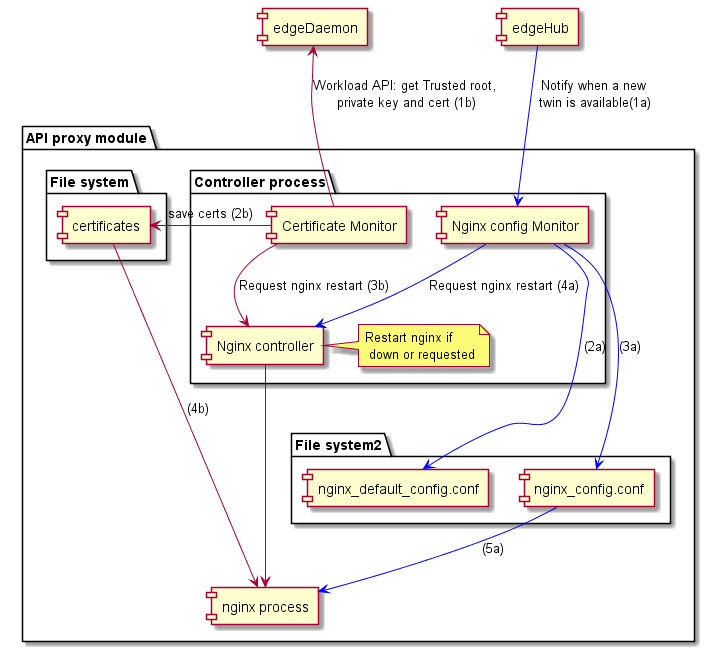 edgeDaemon
edgeHub
Workload API: get Trusted root,
private key and cert (1b)
Notify when a new
twin is available(1a)
API proxy module
File system
Controller process
certificates
save certs (2b)
Certificate Monitor
Nginx config Monitor
Request nginx restart (3b)
Request nginx restart (4a)
Nginx controller
Restart nginx if
down or requested
(2a)
(3a)
(4b)
File system2
nginx_default_config.conf
nginx_config.conf
(5a)
nginx process